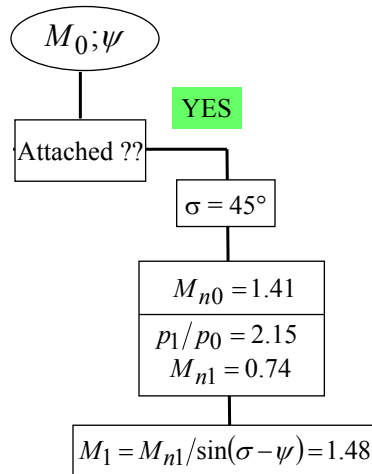 M₀;ψ
YES
Attached ??
σ = 45°
Mₙ₀ = 1.41
p₁/p₀ = 2.15
Mₙ₁ = 0.74
M₁ = Mₙ₁/sin(σ−ψ) = 1.48